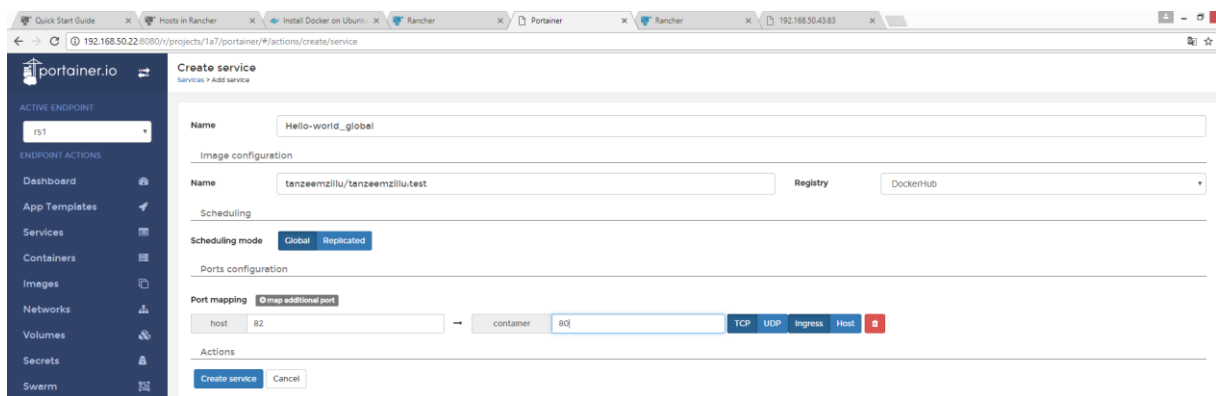 Quick Start Guide
Hosts in Rancher
Install Docker on Ubuntu
Rancher
Portainer
Rancher
192.168.50.43:83
192.168.50.22:8080/r/projects/1a7/portainer/#/actions/create/service
portainer.io
Create service
Services > Add service
ACTIVE ENDPOINT
rs1
Name Hello-world_global
ENDPOINT ACTIONS
Image configuration
Dashboard
Name tanzeemzillu/tanzeemzillu:test Registry DockerHub
App Templates
Scheduling
Services
Scheduling mode Global Replicated
Containers
Ports configuration
Images
Port mapping map additional port
Networks
host 82 → container 80 TCP UDP Ingress Host
Volumes
Actions
Secrets
Create service Cancel
Swarm